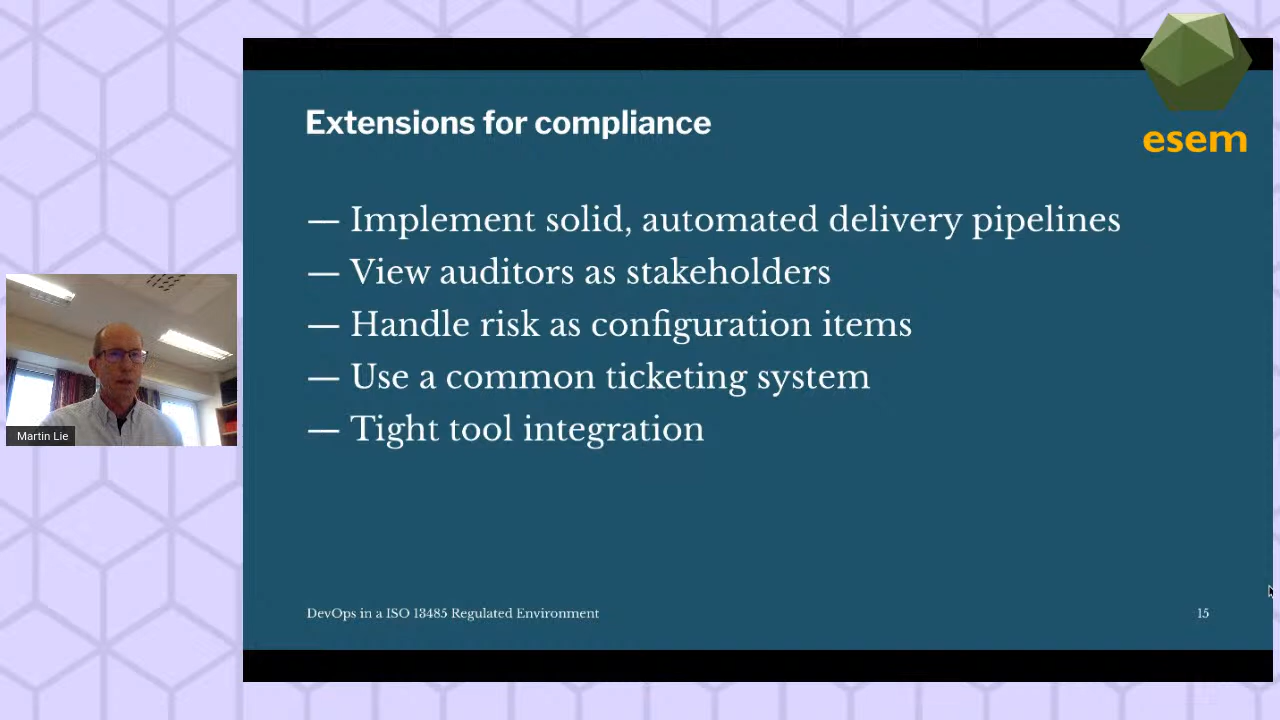 esem
Extensions for compliance
— Implement solid, automated delivery pipelines
— View auditors as stakeholders
— Handle risk as configuration items
— Use a common ticketing system
— Tight tool integration
Martin Lie
DevOps in a ISO 13485 Regulated Environment
15